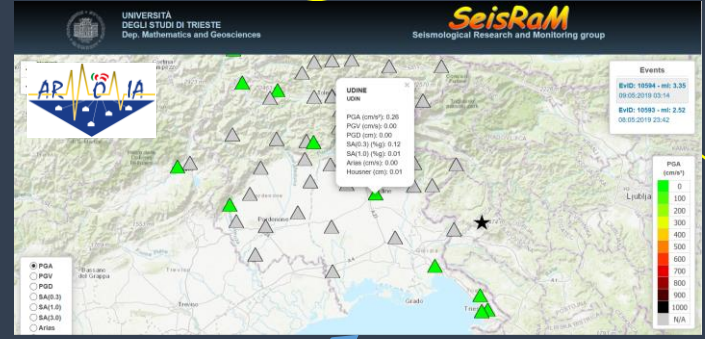 UNIVERSITÀ
DEGLI STUDI DI TRIESTE
Dep. Mathematics and Geosciences
SeisRaM
Seismological Research and Monitoring group
ARMONIA
UDINE
UDIN
PGA (cm/s²): 0.26
PGV (cm/s): 0.00
PGD (cm): 0.00
SA(0.3) (%g): 0.12
SA(1.0) (%g): 0.01
Arias (cm/s): 0.00
Housner (cm): 0.01
Events
EvID: 10594 - ml: 3.35
09:05:2019 03:14
EvID: 10593 - ml: 2.52
08:05:2019 23:42
PGA
(cm/s²)
0
100
200
300
400
500
600
700
800
900
1000
N/A
Ljublja
Pordenone
Bassano
del Grappa
Treviso
Grado
PGA
PGV
PGD
SA(0.3)
SA(1.0)
SA(3.0)
Arias